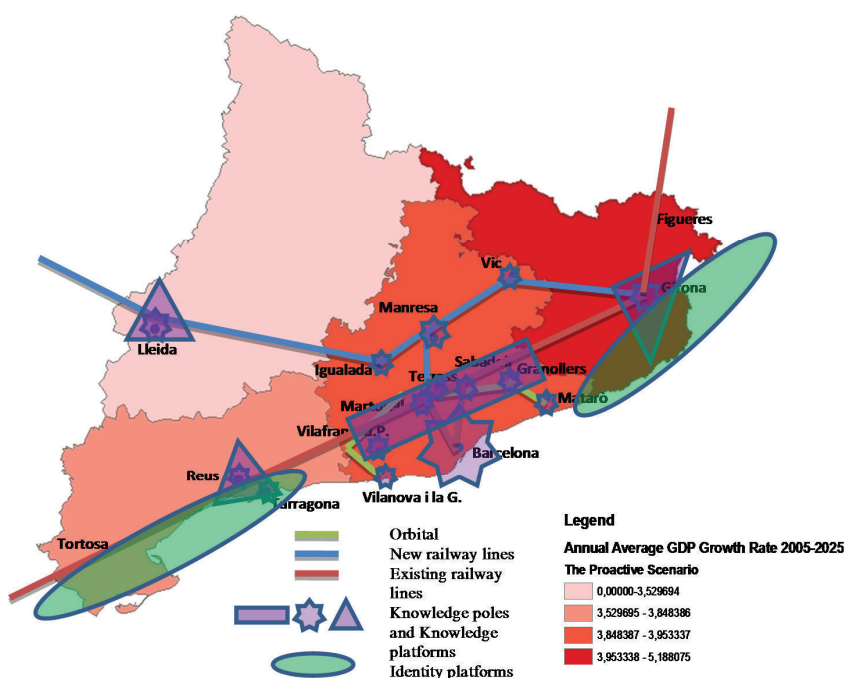 Figueres
Vic
Girona
Manresa
Lleida
Igualada
Granollers
Mataró
Barcelona
Reus
Vilanova i la G.
Tarragona
Tortosa
Orbital
New railway lines
Existing railway
lines
Knowledge poles
and Knowledge
platforms
Identity platforms
Legend
Annual Average GDP Growth Rate 2005-2025
The Proactive Scenario
0,00000-3,529694
3,529695 - 3,848386
3,848387 - 3,953337
3,953338 - 5,188075